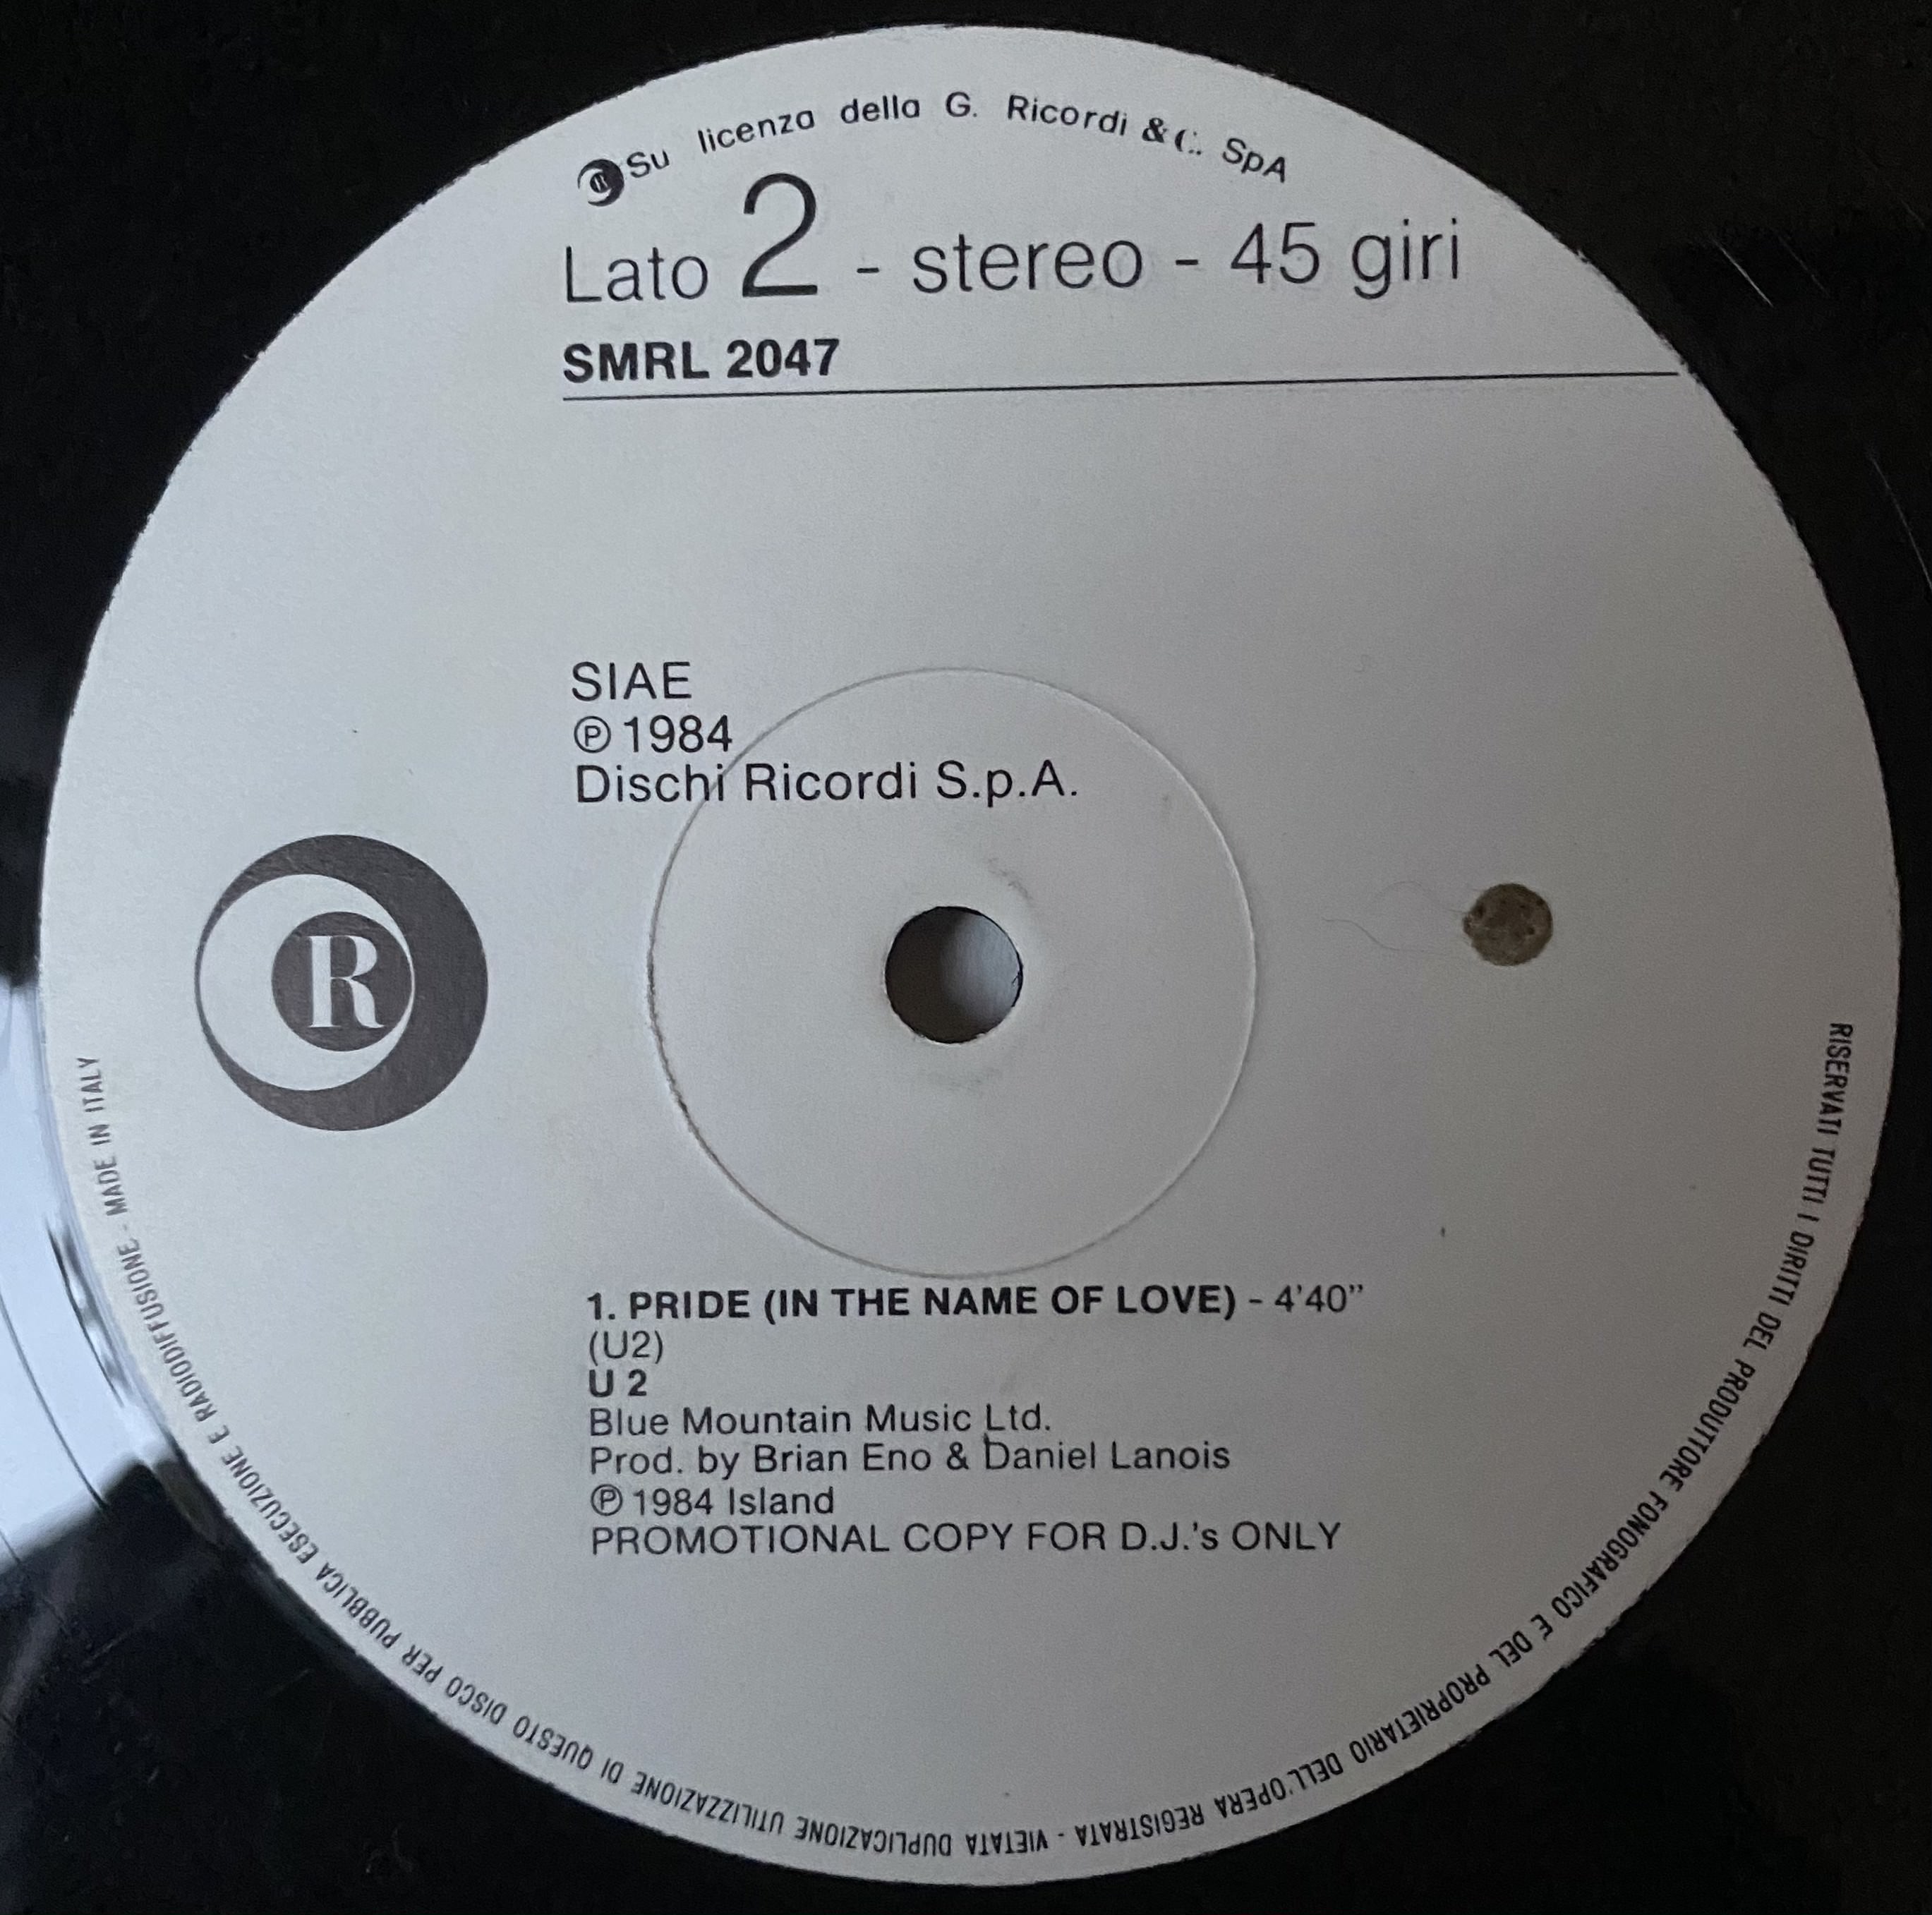 Su licenza della G. Ricordi & C. SpA
Lato 2 - stereo - 45 giri
SMRL 2047
SIAE
℗ 1984
Dischi Ricordi S.p.A.
R
1. PRIDE (IN THE NAME OF LOVE) - 4'40''
(U2)
U 2
Blue Mountain Music Ltd.
Prod. by Brian Eno & Daniel Lanois
℗ 1984 Island
PROMOTIONAL COPY FOR D.J.'s ONLY
RISERVATI TUTTI I DIRITTI DEL PRODUTTORE FONOGRAFICO E DEL PROPRIETARIO DELL'OPERA REGISTRATA - VIETATA DUPLICAZIONE UTILIZZAZIONE DI QUESTO DISCO PER PUBBLICA ESECUZIONE E RADIODIFFUSIONE - MADE IN ITALY